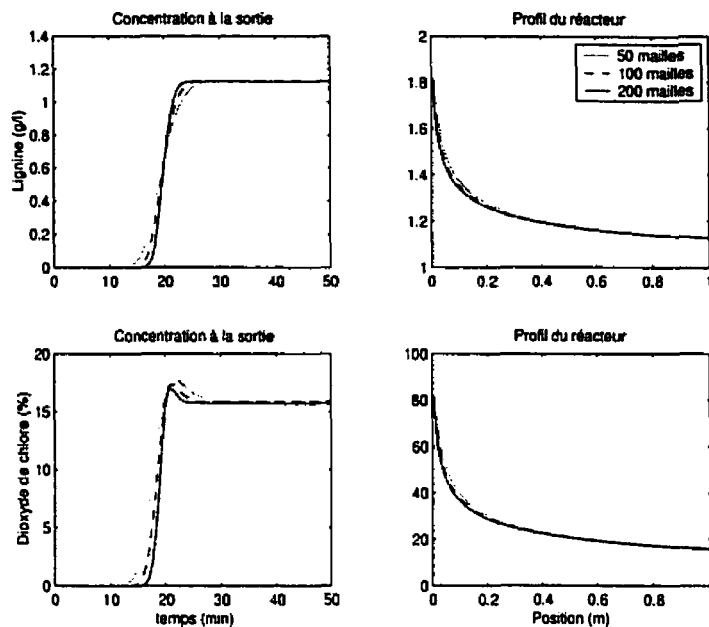 Concentration à la sortie
Profil du réacteur
Lignine (g/l)
1.4
1.2
1
0.8
0.6
0.4
0.2
0
0 10 20 30 40 50
2
1.8
1.6
1.4
1.2
1
0 0.2 0.4 0.6 0.8 1
50 mailles
100 mailles
200 mailles
Concentration à la sortie
Profil du réacteur
Dioxyde de chlore (%)
20
15
10
5
0
0 10 20 30 40 50
temps (min)
100
80
60
40
20
0
0 0.2 0.4 0.6 0.8 1
Position (m)